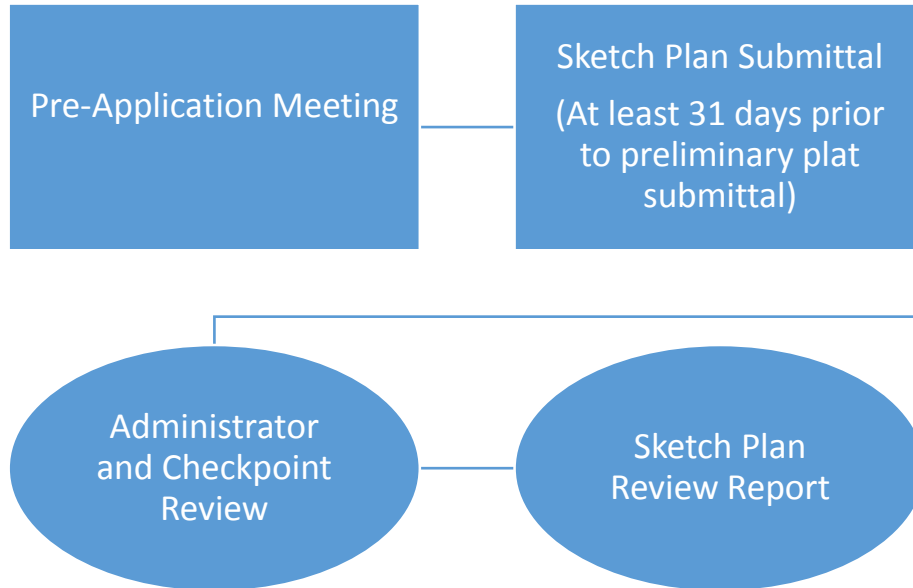 Pre-Application Meeting
Sketch Plan Submittal
(At least 31 days prior
to preliminary plat
submittal)
Administrator
and Checkpoint
Review
Sketch Plan
Review Report